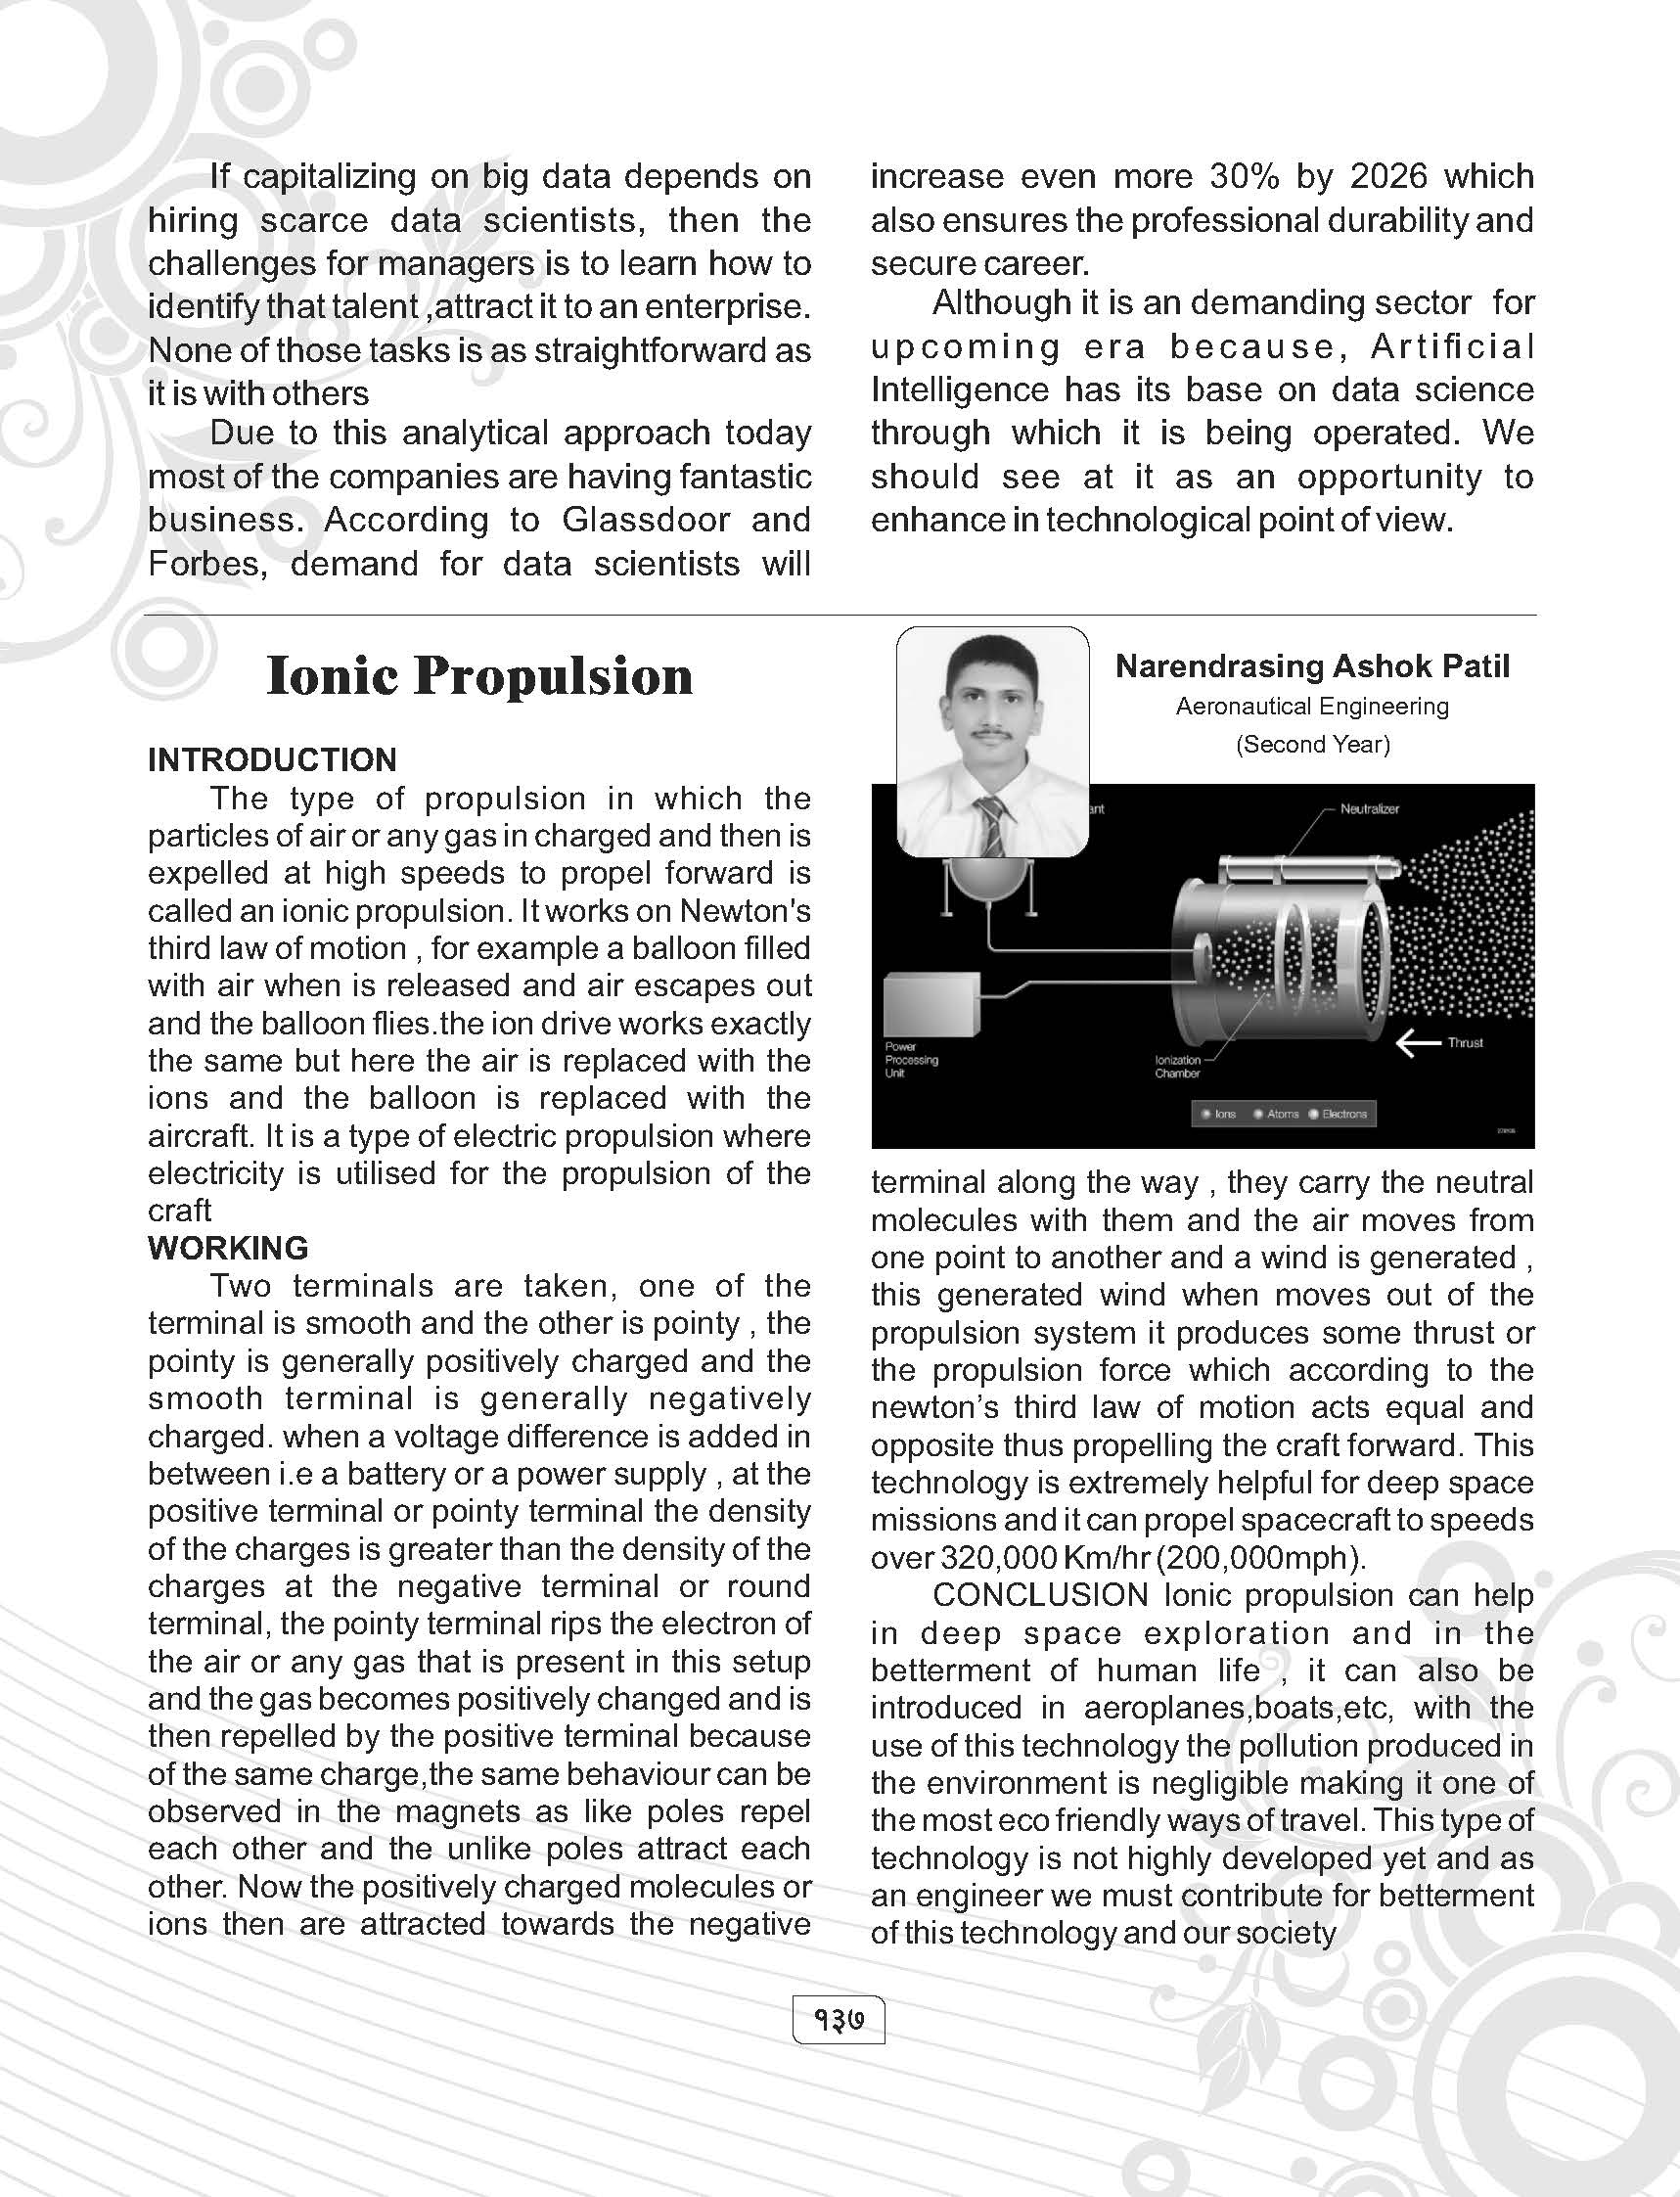 If capitalizing on big data depends on
hiring scarce data scientists, then the
challenges for managers is to learn how to
identify that talent ,attract it to an enterprise.
None of those tasks is as straightforward as
it is with others
Due to this analytical approach today
most of the companies are having fantastic
business. According to Glassdoor and
Forbes, demand for data scientists will
increase even more 30% by 2026 which
also ensures the professional durability and
secure career.
Although it is an demanding sector for
upcoming era because, Artificial
Intelligence has its base on data science
through which it is being operated. We
should see at it as an opportunity to
enhance in technological point of view.
Ionic Propulsion
Narendrasing Ashok Patil
Aeronautical Engineering
(Second Year)
INTRODUCTION
The type of propulsion in which the
particles of air or any gas in charged and then is
expelled at high speeds to propel forward is
called an ionic propulsion. It works on Newton's
third law of motion , for example a balloon filled
with air when is released and air escapes out
and the balloon flies.the ion drive works exactly
the same but here the air is replaced with the
ions and the balloon is replaced with the
aircraft. It is a type of electric propulsion where
electricity is utilised for the propulsion of the
craft
WORKING
Two terminals are taken, one of the
terminal is smooth and the other is pointy , the
pointy is generally positively charged and the
smooth terminal is generally negatively
charged. when a voltage difference is added in
between i.e a battery or a power supply , at the
positive terminal or pointy terminal the density
of the charges is greater than the density of the
charges at the negative terminal or round
terminal, the pointy terminal rips the electron of
the air or any gas that is present in this setup
and the gas becomes positively changed and is
then repelled by the positive terminal because
of the same charge,the same behaviour can be
observed in the magnets as like poles repel
each other and the unlike poles attract each
other. Now the positively charged molecules or
ions then are attracted towards the negative
Neutralizer
Power
Processing
Unit
Ionization
Chamber
Thrust
Ions Atoms Electrons
terminal along the way , they carry the neutral
molecules with them and the air moves from
one point to another and a wind is generated ,
this generated wind when moves out of the
propulsion system it produces some thrust or
the propulsion force which according to the
newton’s third law of motion acts equal and
opposite thus propelling the craft forward. This
technology is extremely helpful for deep space
missions and it can propel spacecraft to speeds
over 320,000 Km/hr (200,000mph).
CONCLUSION Ionic propulsion can help
in deep space exploration and in the
betterment of human life , it can also be
introduced in aeroplanes,boats,etc, with the
use of this technology the pollution produced in
the environment is negligible making it one of
the most eco friendly ways of travel. This type of
technology is not highly developed yet and as
an engineer we must contribute for betterment
of this technology and our society
१३७